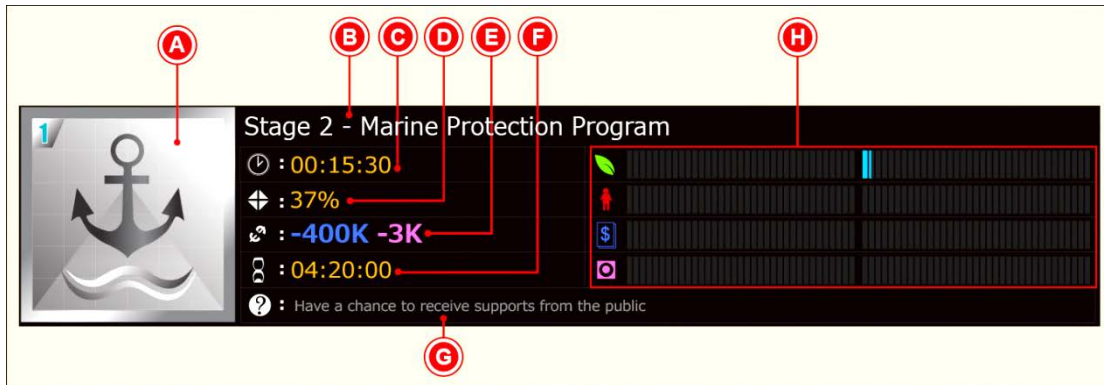 A B C D E F H
1
Stage 2 - Marine Protection Program
: 00:15:30
: 37%
: -400K -3K
$
: 04:20:00
? : Have a chance to receive supports from the public
G